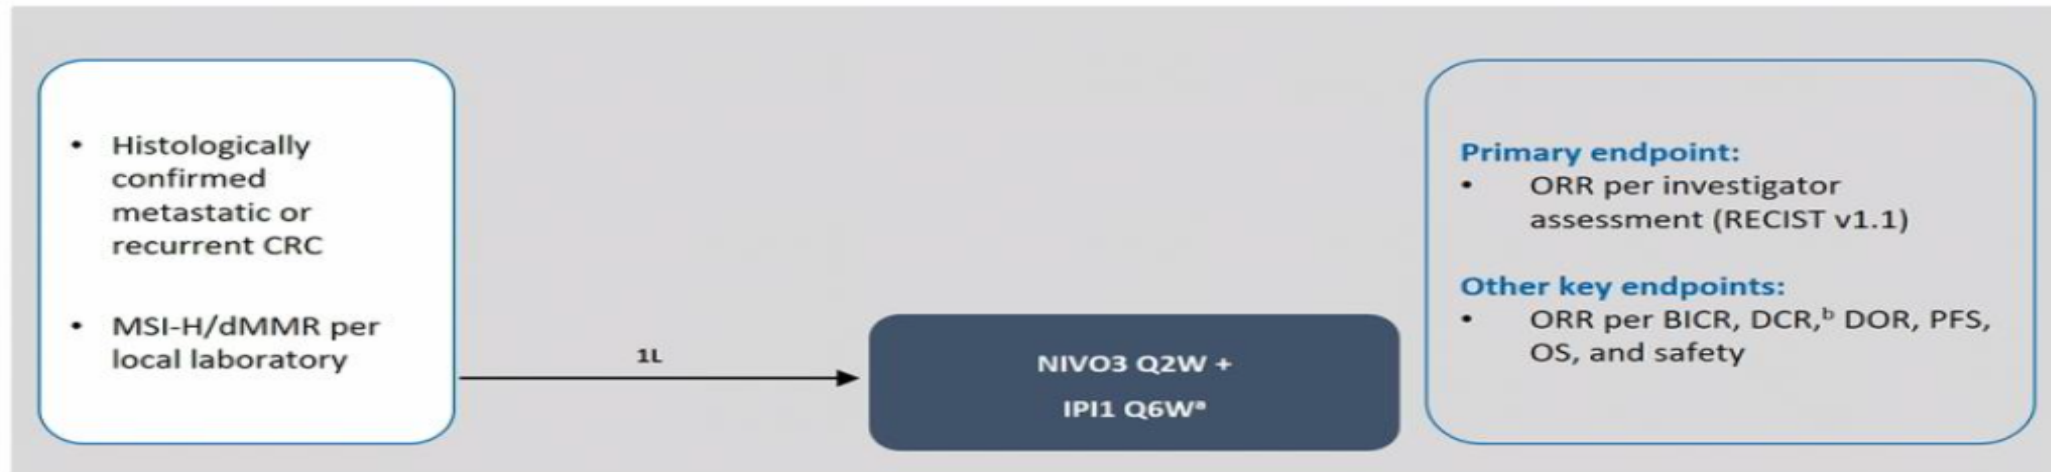 • Histologically
confirmed
metastatic or
recurrent CRC
• MSI-H/dMMR per
local laboratory
1L
NIVO3 Q2W +
IPI1 Q6Wᵃ
Primary endpoint:
• ORR per investigator
assessment (RECIST v1.1)
Other key endpoints:
• ORR per BICR, DCR,ᵇ DOR, PFS,
OS, and safety